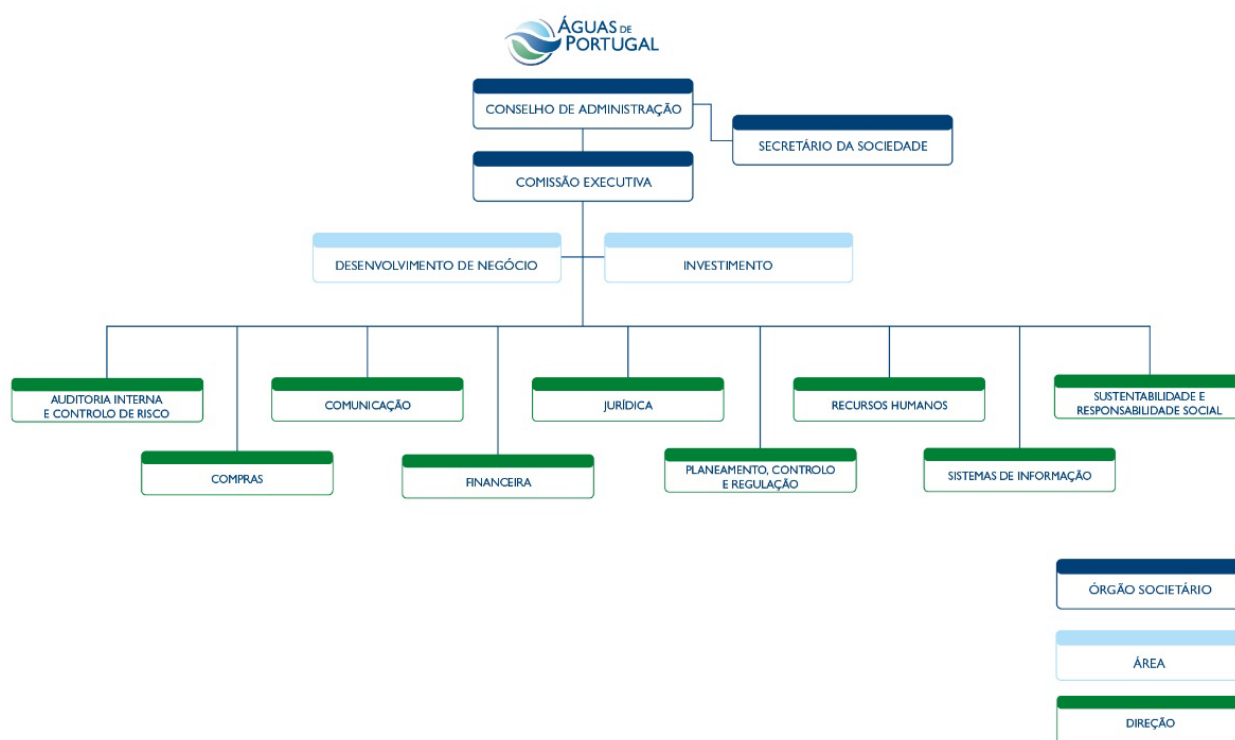 ÁGUAS DE
PORTUGAL
CONSELHO DE ADMINISTRAÇÃO
SECRETÁRIO DA SOCIEDADE
COMISSÃO EXECUTIVA
DESENVOLVIMENTO DE NEGÓCIO
INVESTIMENTO
AUDITORIA INTERNA
E CONTROLO DE RISCO
COMUNICAÇÃO
JURÍDICA
RECURSOS HUMANOS
SUSTENTABILIDADE E
RESPONSABILIDADE SOCIAL
COMPRAS
FINANCEIRA
PLANEAMENTO, CONTROLO
E REGULAÇÃO
SISTEMAS DE INFORMAÇÃO
ÓRGÃO SOCIETÁRIO
ÁREA
DIREÇÃO